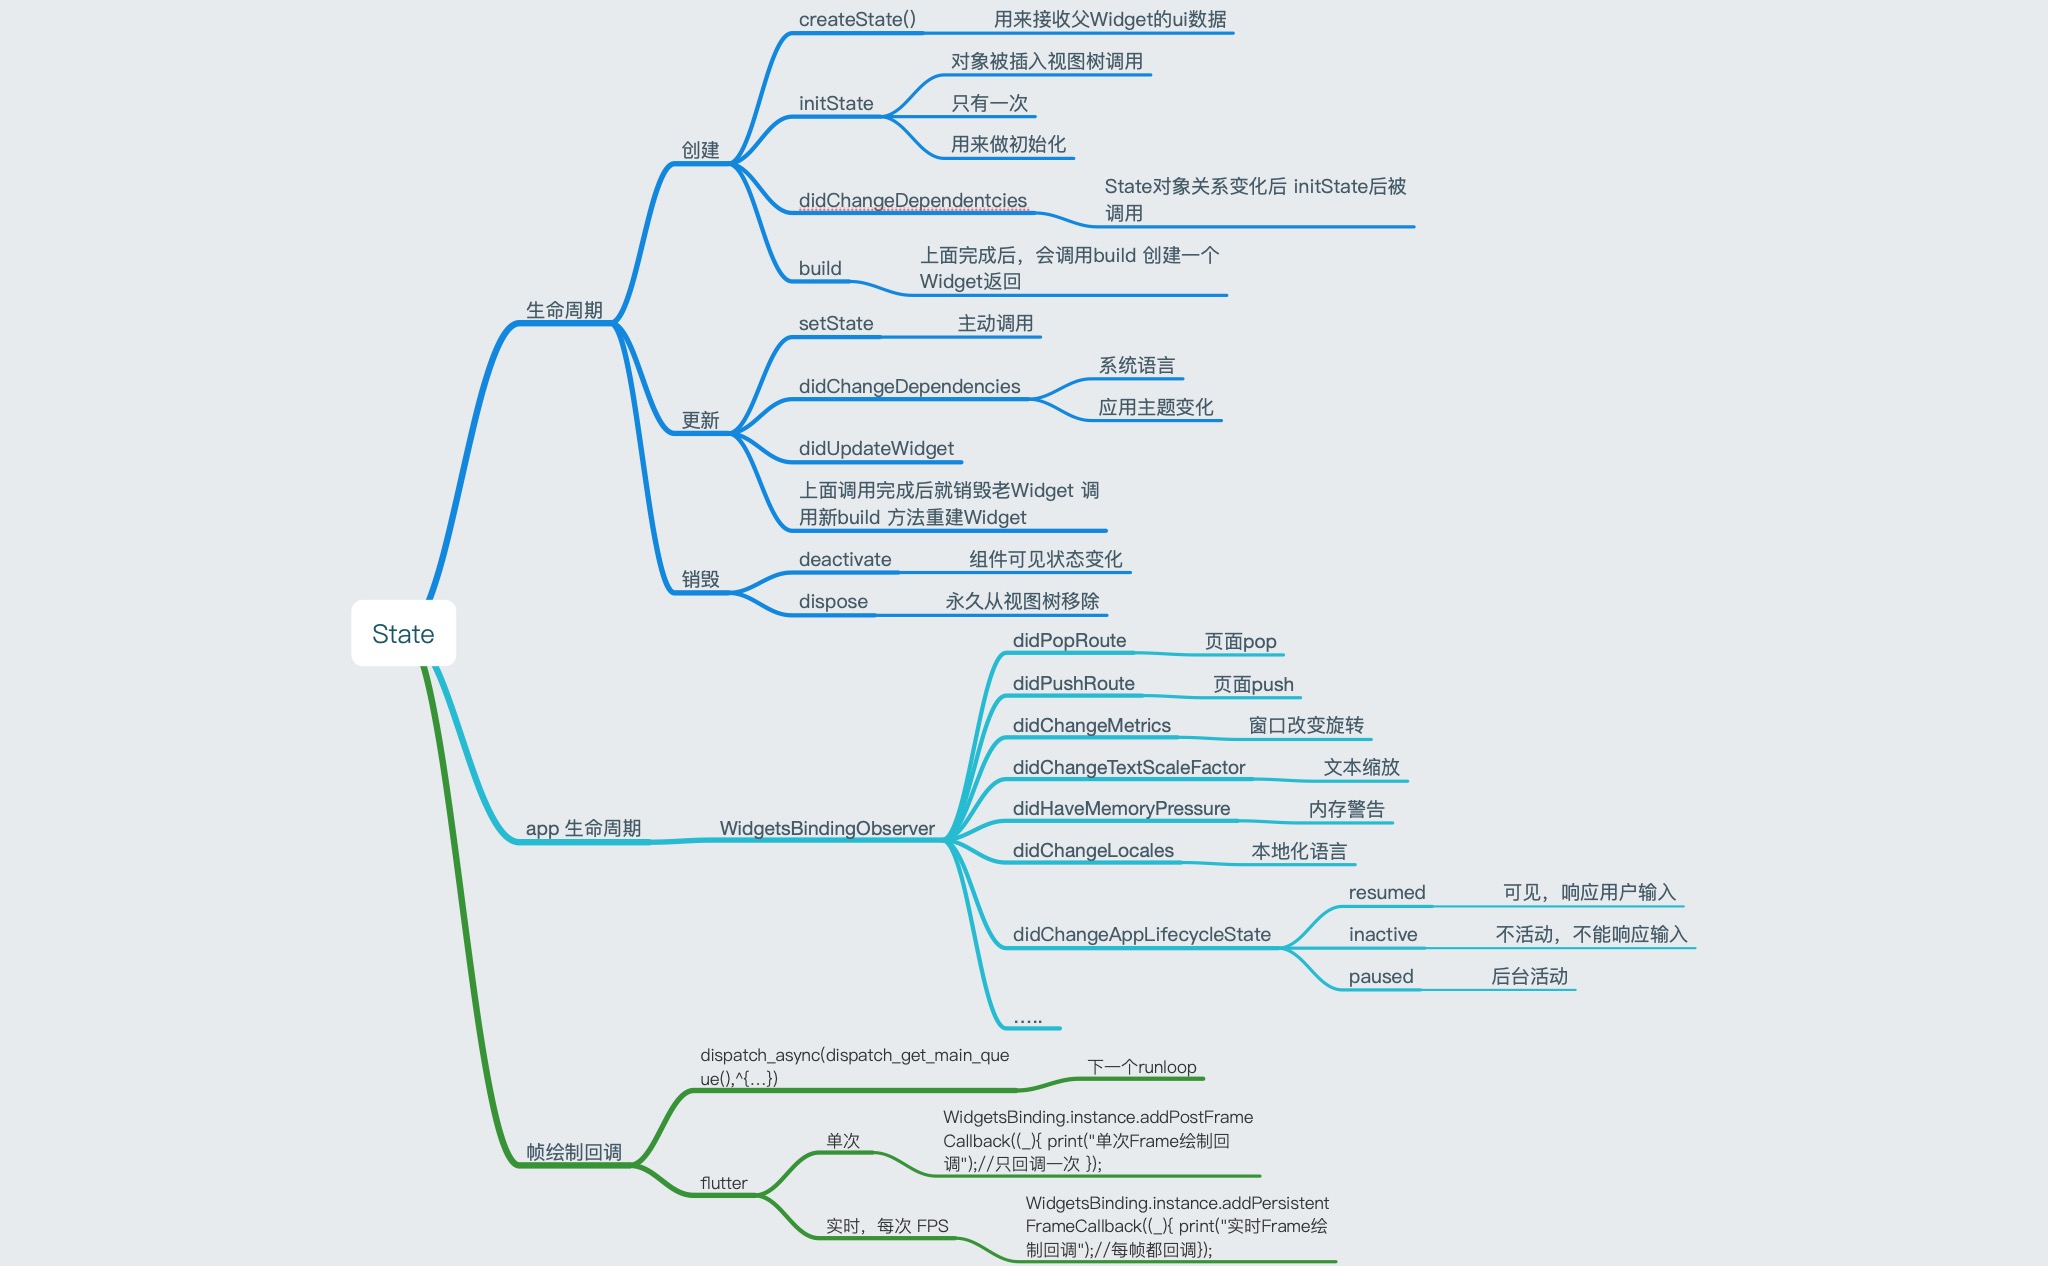 State
生命周期
创建
createState()
用来接收父Widget的ui数据
initState
对象被插入视图树调用
只有一次
用来做初始化
didChangeDependentcies
State对象关系变化后 initState后被
调用
build
上面完成后，会调用build 创建一个
Widget返回
更新
setState
主动调用
didChangeDependencies
系统语言
应用主题变化
didUpdateWidget
上面调用完成后就销毁老Widget 调
用新build 方法重建Widget
销毁
deactivate
组件可见状态变化
dispose
永久从视图树移除
app 生命周期
WidgetsBindingObserver
didPopRoute
页面pop
didPushRoute
页面push
didChangeMetrics
窗口改变旋转
didChangeTextScaleFactor
文本缩放
didHaveMemoryPressure
内存警告
didChangeLocales
本地化语言
didChangeAppLifecycleState
resumed
可见，响应用户输入
inactive
不活动，不能响应输入
paused
后台活动
.....
帧绘制回调
dispatch_async(dispatch_get_main_que
ue(),^{...})
下一个runloop
flutter
单次
WidgetsBinding.instance.addPostFrame
Callback((_){ print("单次Frame绘制回
调");//只回调一次 });
实时，每次 FPS
WidgetsBinding.instance.addPersistent
FrameCallback((_){ print("实时Frame绘
制回调");//每帧都回调});